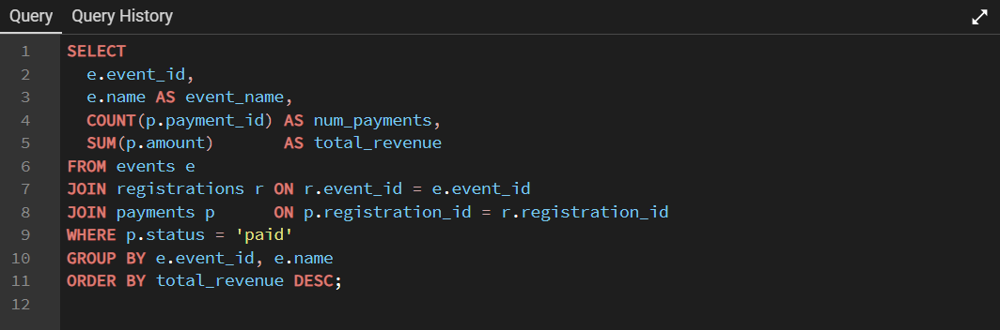 Query Query History
1 SELECT
2   e.event_id,
3   e.name AS event_name,
4   COUNT(p.payment_id) AS num_payments,
5   SUM(p.amount)       AS total_revenue
6 FROM events e
7 JOIN registrations r ON r.event_id = e.event_id
8 JOIN payments p      ON p.registration_id = r.registration_id
9 WHERE p.status = 'paid'
10 GROUP BY e.event_id, e.name
11 ORDER BY total_revenue DESC;
12